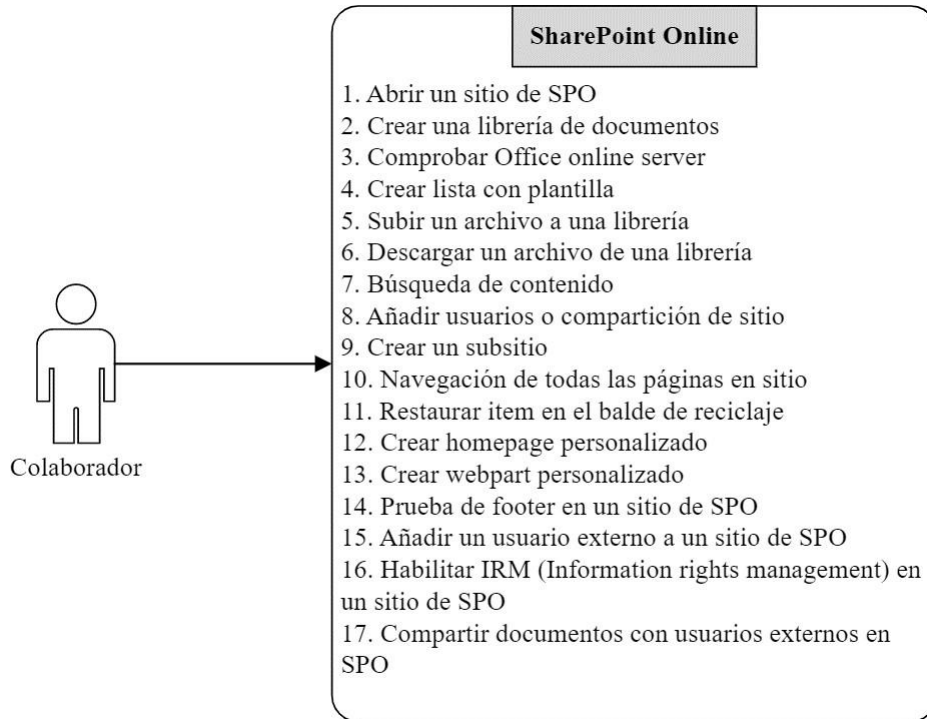 SharePoint Online
1. Abrir un sitio de SPO
2. Crear una librería de documentos
3. Comprobar Office online server
4. Crear lista con plantilla
5. Subir un archivo a una librería
6. Descargar un archivo de una librería
7. Búsqueda de contenido
8. Añadir usuarios o compartición de sitio
9. Crear un subsitio
10. Navegación de todas las páginas en sitio
11. Restaurar item en el balde de reciclaje
12. Crear homepage personalizado
13. Crear webpart personalizado
14. Prueba de footer en un sitio de SPO
15. Añadir un usuario externo a un sitio de SPO
16. Habilitar IRM (Information rights management) en
un sitio de SPO
17. Compartir documentos con usuarios externos en
SPO
Colaborador